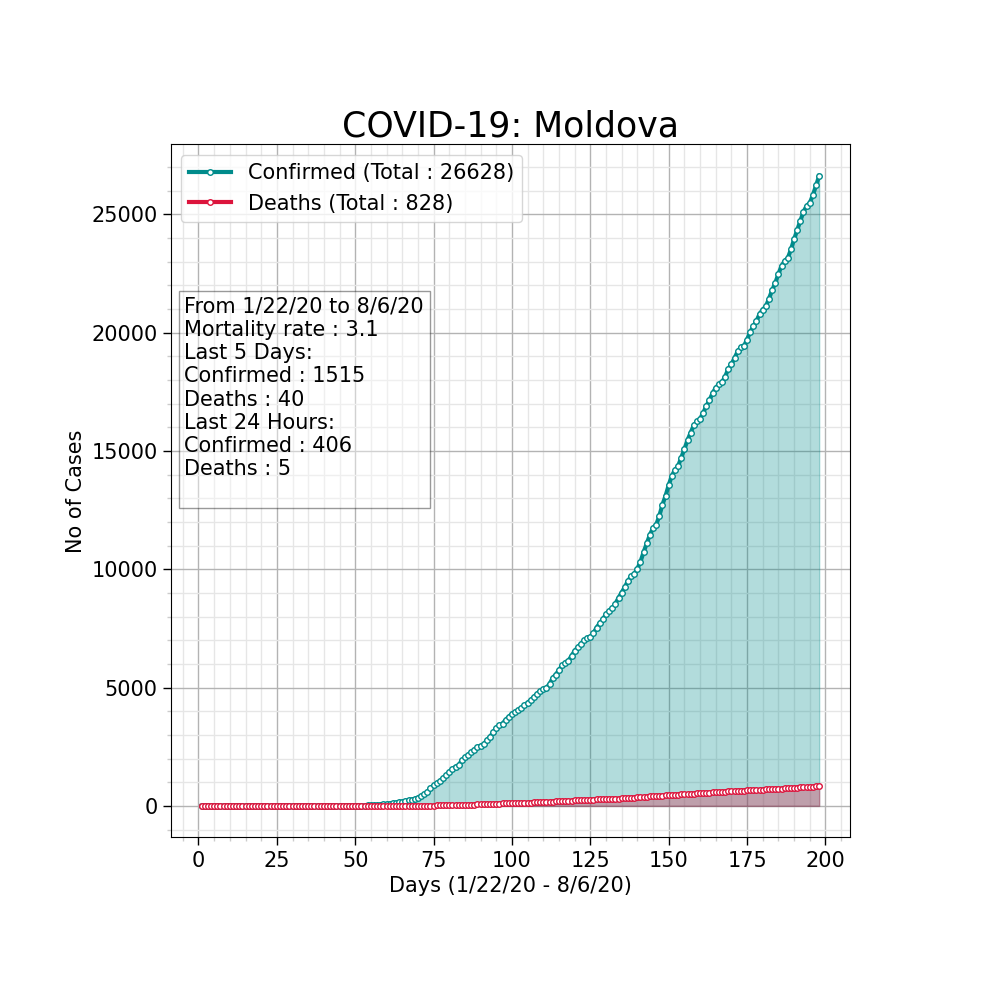 COVID-19: Moldova
Confirmed (Total : 26628)
Deaths (Total : 828)
From 1/22/20 to 8/6/20
Mortality rate : 3.1
Last 5 Days:
Confirmed : 1515
Deaths : 40
Last 24 Hours:
Confirmed : 406
Deaths : 5
No of Cases
25000
20000
15000
10000
5000
0
0 25 50 75 100 125 150 175 200
Days (1/22/20 - 8/6/20)